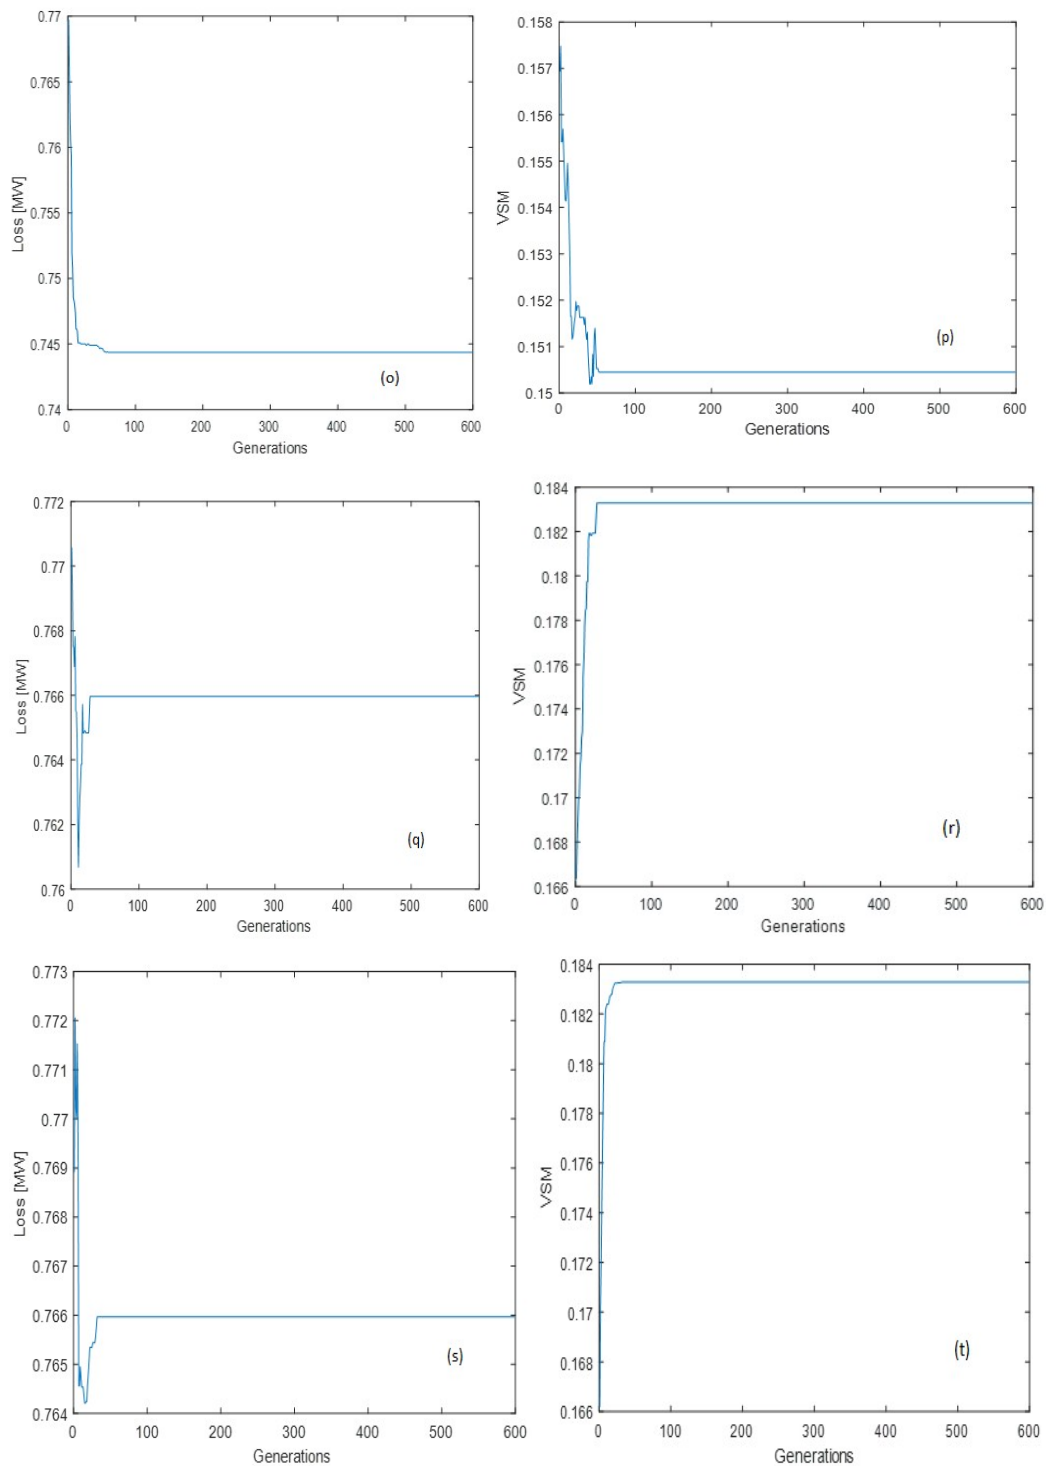 0.77
0.765
0.76
0.755
0.75
0.745
0.74
Loss [MW]
0 100 200 300 400 500 600
Generations
(o)
0.158
0.157
0.156
0.155
0.154
0.153
0.152
0.151
0.15
VSM
0 100 200 300 400 500 600
Generations
(p)
0.772
0.77
0.768
0.766
0.764
0.762
0.76
Loss [MW]
0 100 200 300 400 500 600
Generations
(q)
0.184
0.182
0.18
0.178
0.176
0.174
0.172
0.17
0.168
0.166
VSM
0 100 200 300 400 500 600
Generations
(r)
0.773
0.772
0.771
0.77
0.769
0.768
0.767
0.766
0.765
0.764
Loss [MW]
0 100 200 300 400 500 600
Generations
(s)
0.184
0.182
0.18
0.178
0.176
0.174
0.172
0.17
0.168
0.166
VSM
0 100 200 300 400 500 600
Generations
(t)